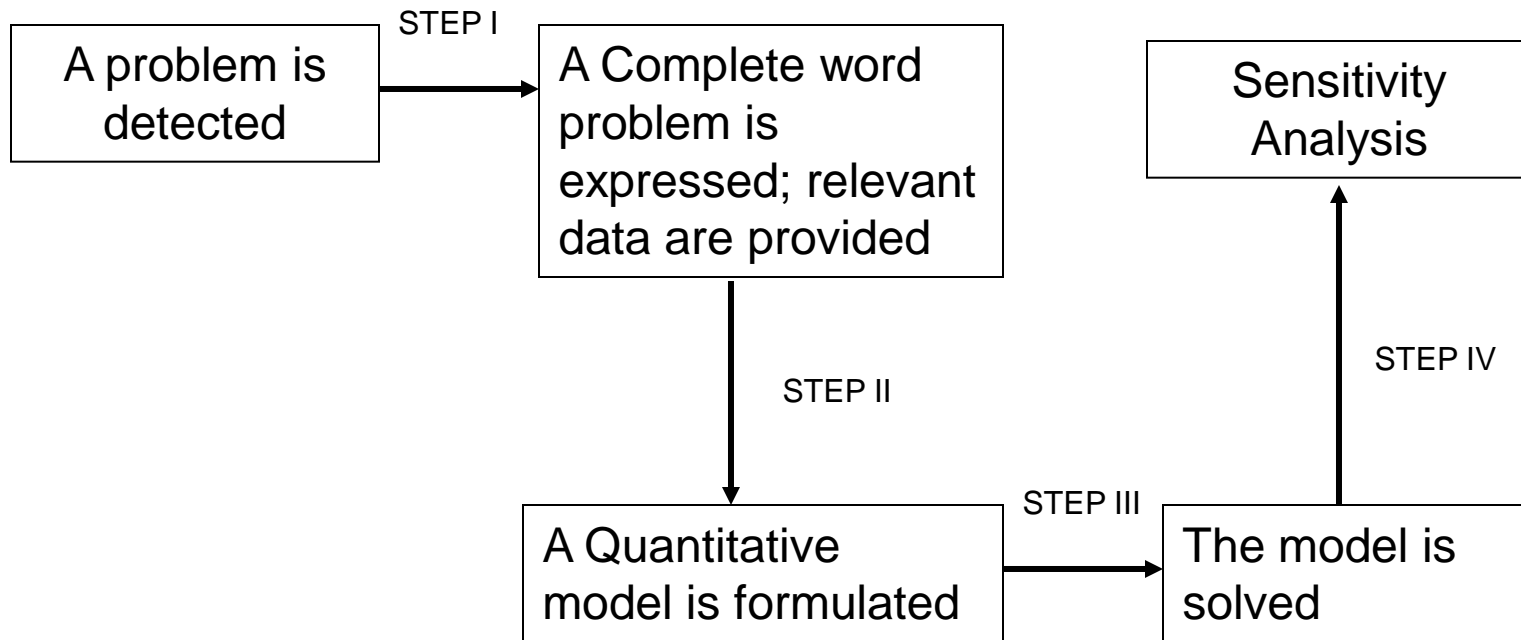 A problem is
detected
STEP I
A Complete word
problem is
expressed; relevant
data are provided
STEP II
A Quantitative
model is formulated
STEP III
The model is
solved
STEP IV
Sensitivity
Analysis